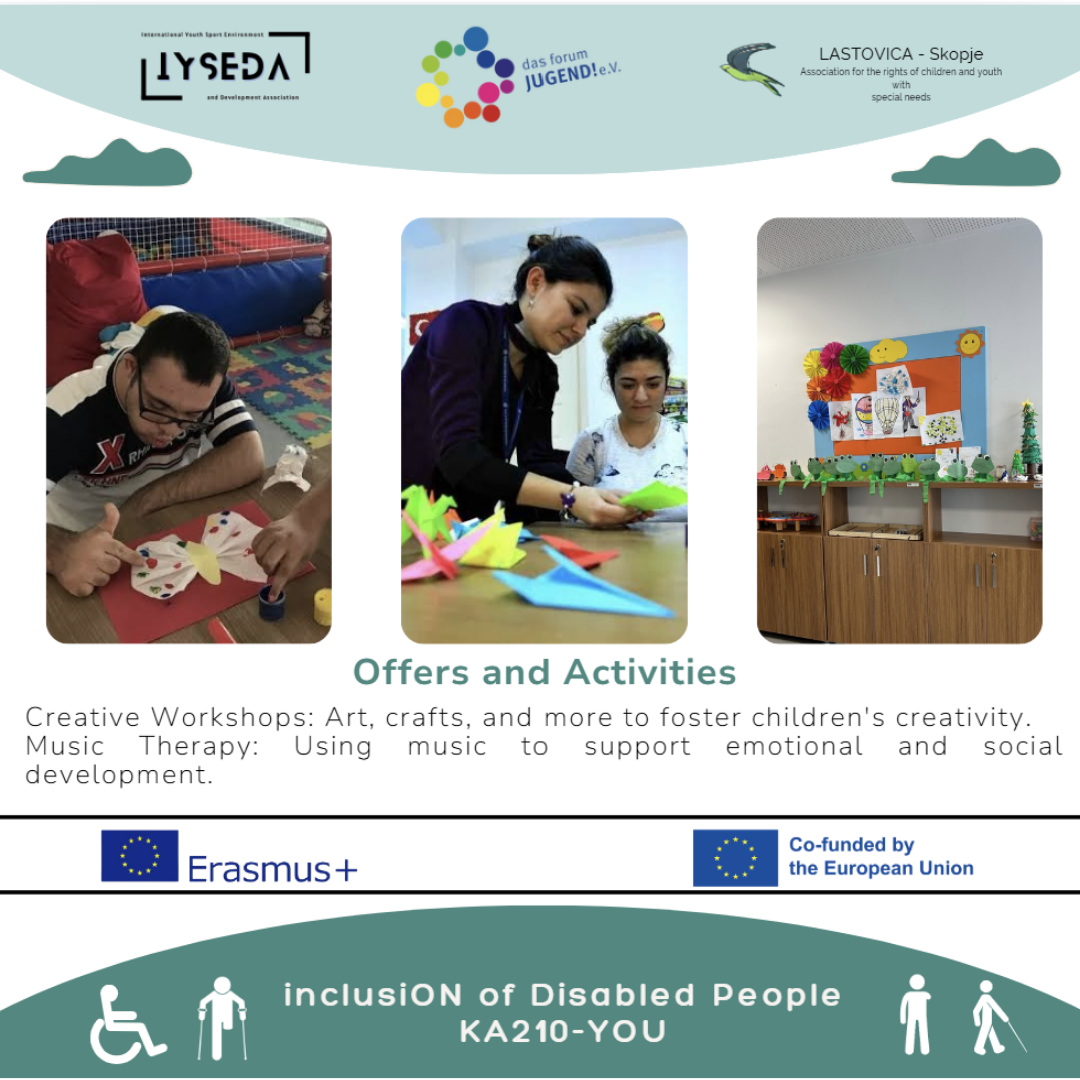 International Youth Sport Environment
IYSEDA
and Development Association
das forum
JUGEND! e.V.
LASTOVICA - Skopje
Association for the rights of children and youth
with
special needs
X
Offers and Activities
Creative Workshops: Art, crafts, and more to foster children's creativity.
Music Therapy: Using music to support emotional and social
development.
Erasmus+
Co-funded by
the European Union
inclusiON of Disabled People
KA210-YOU